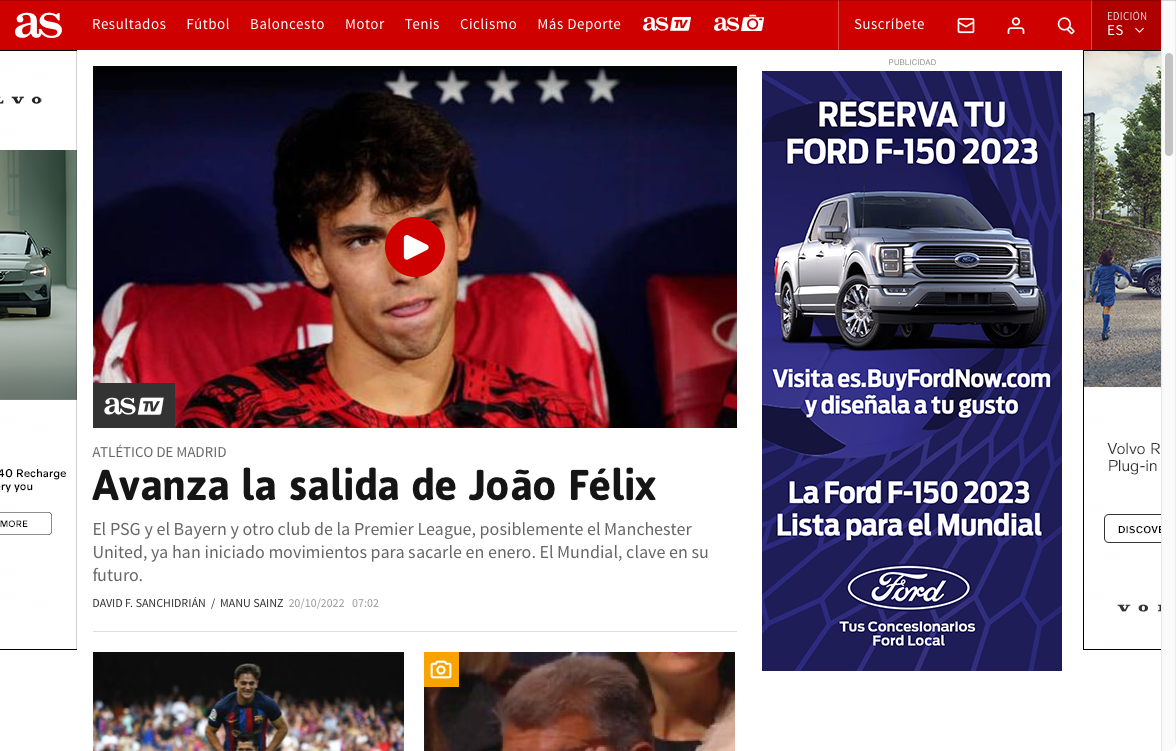 as
Resultados
Fútbol
Baloncesto
Motor
Tenis
Ciclismo
Más Deporte
as TV
as
Suscríbete
EDICIÓN
ES
LVO
40 Recharge
ry you
MORE
as TV
ATLÉTICO DE MADRID
Avanza la salida de João Félix
El PSG y el Bayern y otro club de la Premier League, posiblemente el Manchester
United, ya han iniciado movimientos para sacarle en enero. El Mundial, clave en su
futuro.
DAVID F. SANCHIDRIÁN / MANU SAINZ 20/10/2022 07:02
PUBLICIDAD
RESERVA TU
FORD F-150 2023
Visita es.BuyFordNow.com
y diseñala a tu gusto
La Ford F-150 2023
Lista para el Mundial
Ford
Tus Concesionarios
Ford Local
Volvo R
Plug-in
DISCOVE
VOL